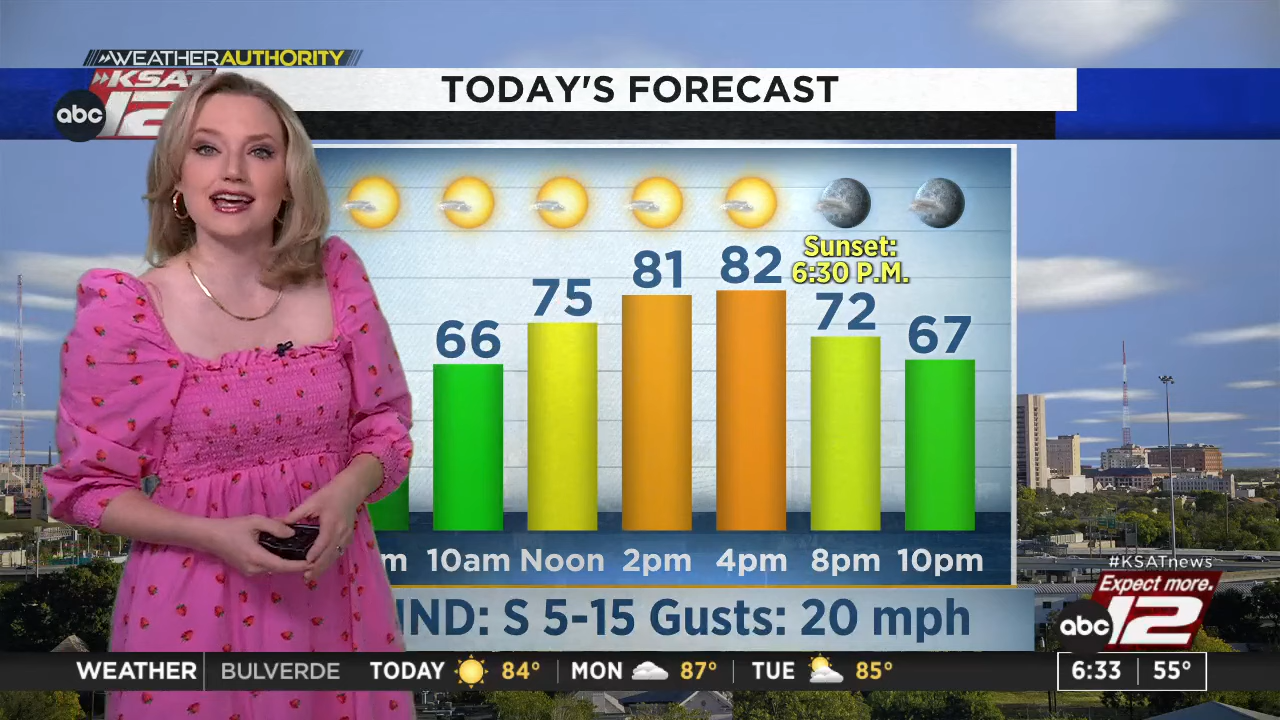 WEATHERAUTHORITY
KSAT
abc 12
TODAY'S FORECAST
Sunset:
6:30 P.M.
66 75 81 82 72 67
10am Noon 2pm 4pm 8pm 10pm
S 5-15 Gusts: 20 mph
#KSATnews
Expect more.
abc 12
WEATHER BULVERDE TODAY 84° MON 87° TUE 85° 6:33 55°